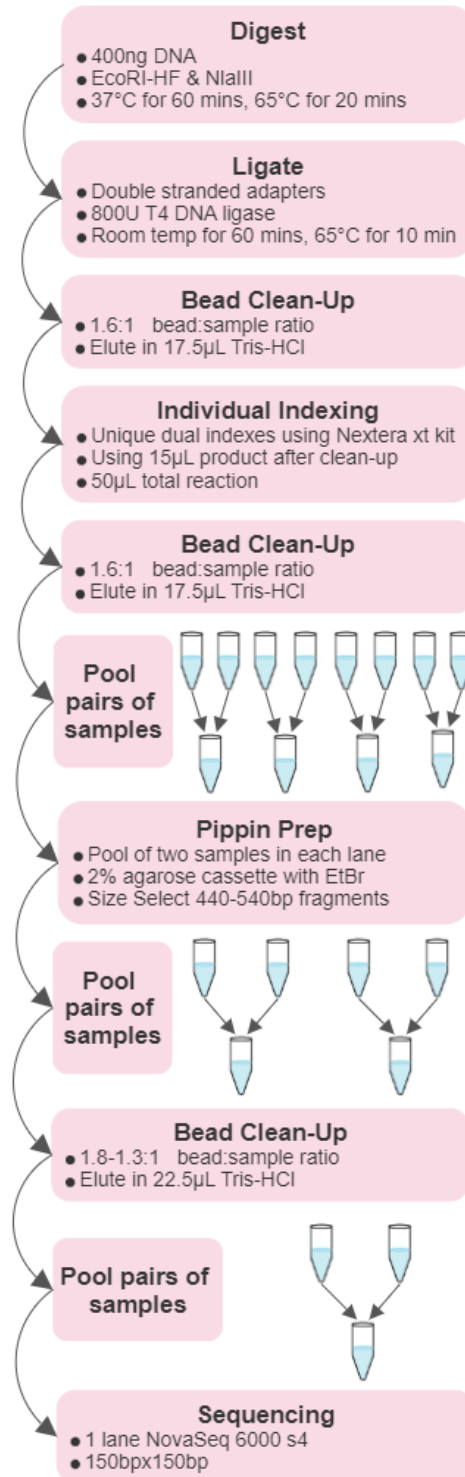 Digest
● 400ng DNA
● EcoRI-HF & NlaIII
● 37°C for 60 mins, 65°C for 20 mins
Ligate
● Double stranded adapters
● 800U T4 DNA ligase
● Room temp for 60 mins, 65°C for 10 min
Bead Clean-Up
● 1.6:1 bead:sample ratio
● Elute in 17.5µL Tris-HCl
Individual Indexing
● Unique dual indexes using Nextera xt kit
● Using 15µL product after clean-up
● 50µL total reaction
Bead Clean-Up
● 1.6:1 bead:sample ratio
● Elute in 17.5µL Tris-HCl
Pool
pairs of
samples
Pippin Prep
● Pool of two samples in each lane
● 2% agarose cassette with EtBr
● Size Select 440-540bp fragments
Pool
pairs of
samples
Bead Clean-Up
● 1.8-1.3:1 bead:sample ratio
● Elute in 22.5µL Tris-HCl
Pool pairs of
samples
Sequencing
● 1 lane NovaSeq 6000 s4
● 150bpx150bp